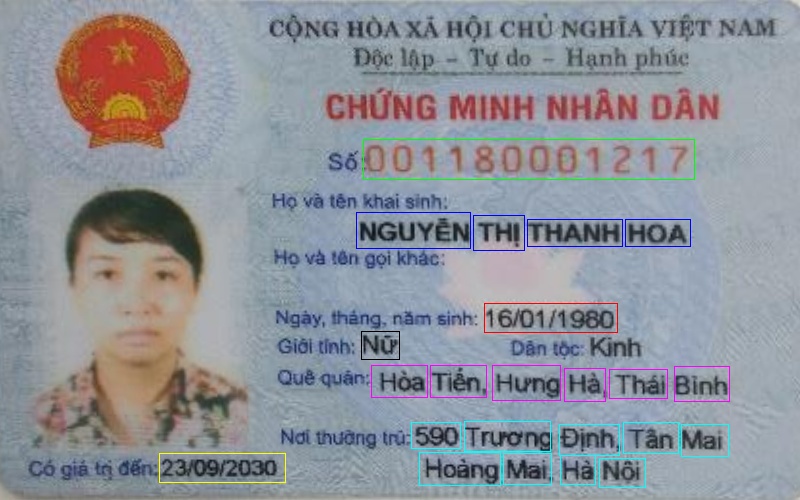 CỘNG HÒA XÃ HỘI CHỦ NGHĨA VIỆT NAM
Độc lập – Tự do – Hạnh phúc
CHỨNG MINH NHÂN DÂN
Số: 001180001217
Họ và tên khai sinh:
NGUYỄN THỊ THANH HOA
Họ và tên gọi khác:
Ngày, tháng, năm sinh: 16/01/1980
Giới tính: Nữ Dân tộc: Kinh
Quê quán: Hòa Tiến, Hưng Hà, Thái Bình
Nơi thường trú: 590 Trương Định, Tân Mai
Hoàng Mai, Hà Nội
Có giá trị đến: 23/09/2030